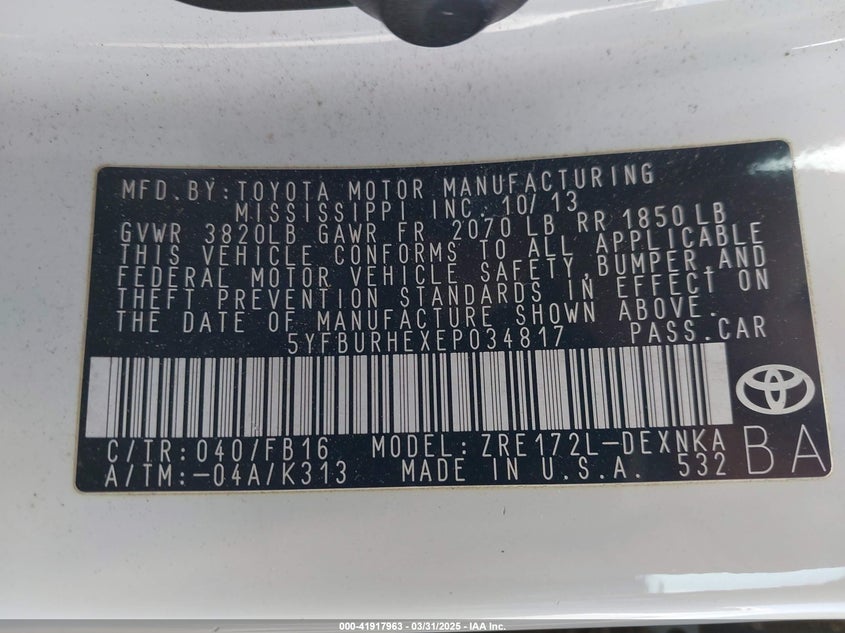 MFD. BY: TOYOTA MOTOR MANUFACTURING
MISSISSIPPI INC. 10/13
GVWR 3820LB GAWR FR 2070 LB RR 1850 LB
THIS VEHICLE CONFORMS TO ALL APPLICABLE
FEDERAL MOTOR VEHICLE SAFETY, BUMPER, AND
THEFT PREVENTION STANDARDS IN EFFECT ON
THE DATE OF MANUFACTURE SHOWN ABOVE.
5YFBURHEXEP034817 PASS. CAR
C/TR: 040/FB16 MODEL: ZRE172L-DEXNKA
A/TM: -04A/K313 MADE IN U.S.A. 532
BA
000-41917963 - 03/31/2025 - IAA Inc.